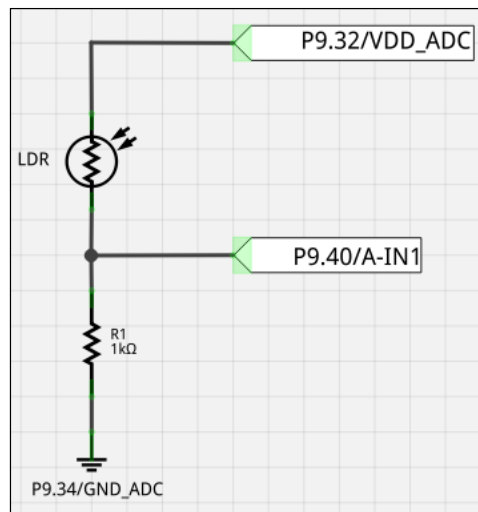 P9.32/VDD_ADC
LDR
P9.40/A-IN1
R1
1kΩ
P9.34/GND_ADC